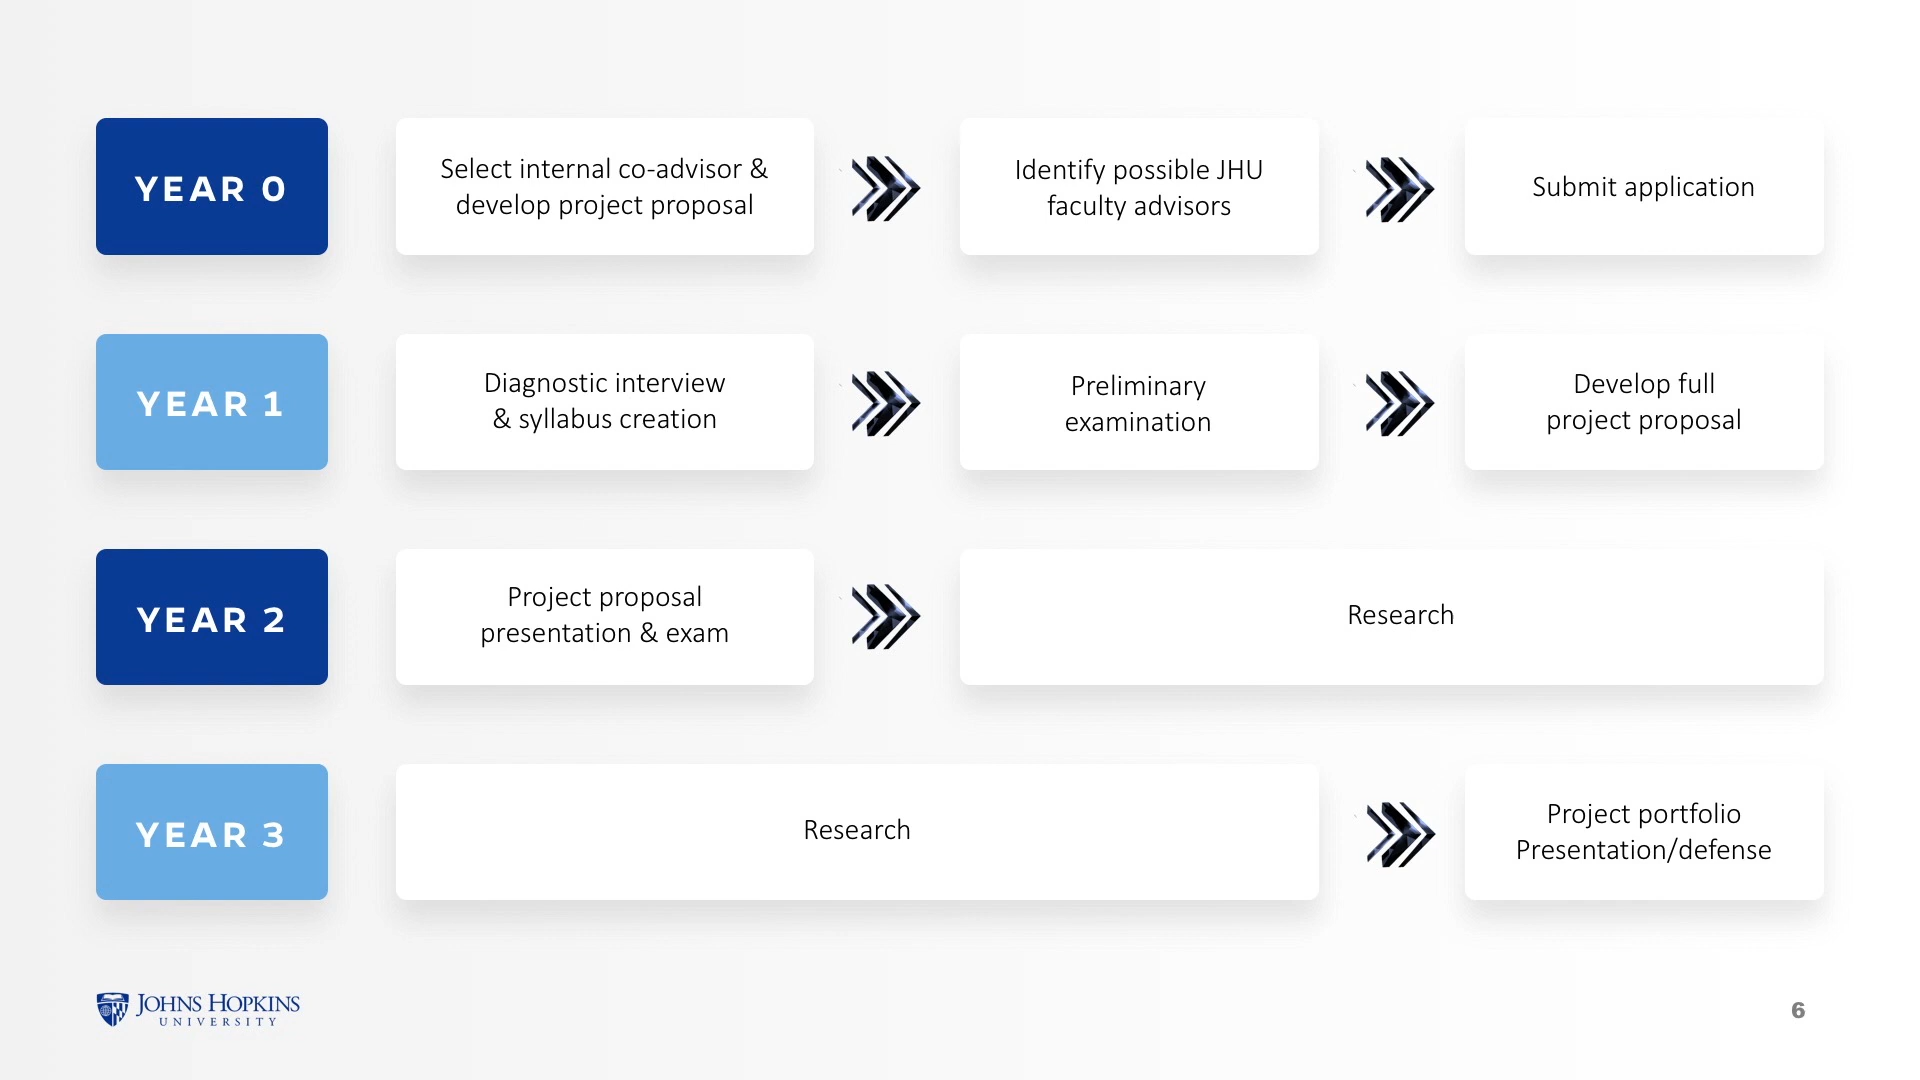 YEAR 0
Select internal co-advisor &
develop project proposal
Identify possible JHU
faculty advisors
Submit application
YEAR 1
Diagnostic interview
& syllabus creation
Preliminary
examination
Develop full
project proposal
YEAR 2
Project proposal
presentation & exam
Research
YEAR 3
Research
Project portfolio
Presentation/defense
JOHNS HOPKINS
UNIVERSITY
6